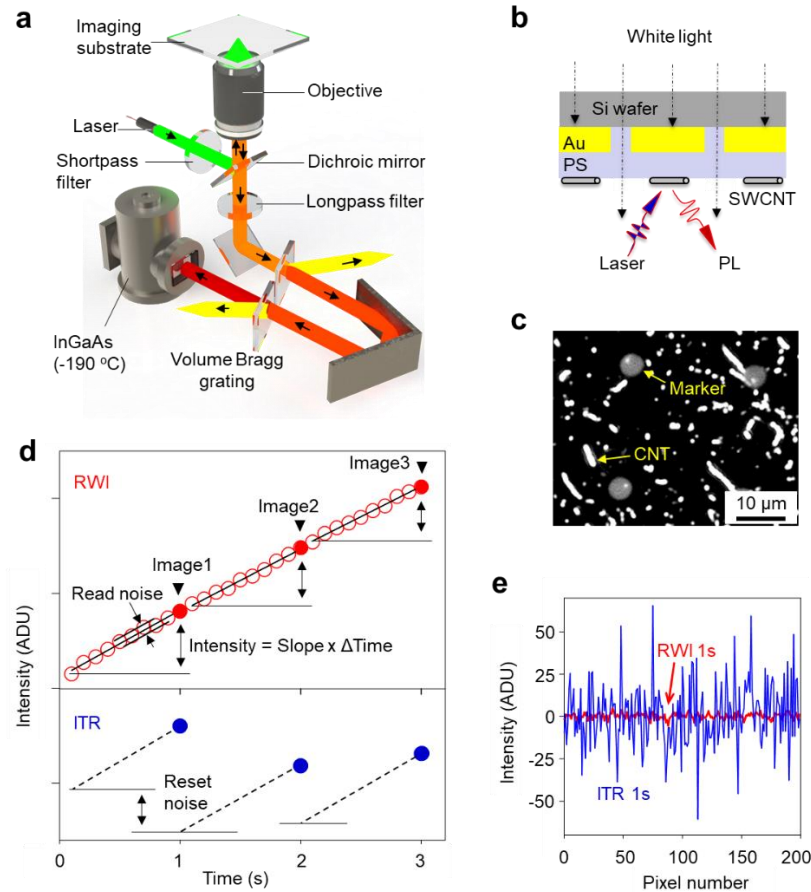 a
Imaging
substrate
Objective
Laser
Shortpass
filter
Dichroic mirror
Longpass filter
InGaAs
(-190 ºC)
Volume Bragg
grating
b
White light
Si wafer
Au
PS
SWCNT
Laser
PL
c
Marker
CNT
10 µm
d
RWI
Image3
Image2
Image1
Read noise
Intensity = Slope x ΔTime
Intensity (ADU)
ITR
Reset
noise
0
1
2
3
Time (s)
e
50
25
0
-25
-50
RWI 1s
ITR 1s
Intensity (ADU)
0
50
100
150
200
Pixel number